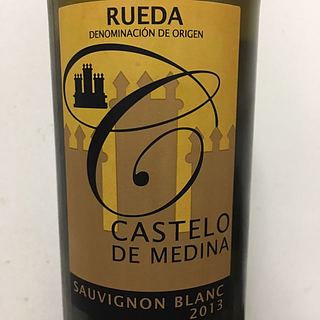 RUEDA
DENOMINACIÓN DE ORIGEN
CASTELO
DE MEDINA
SAUVIGNON BLANC
2013